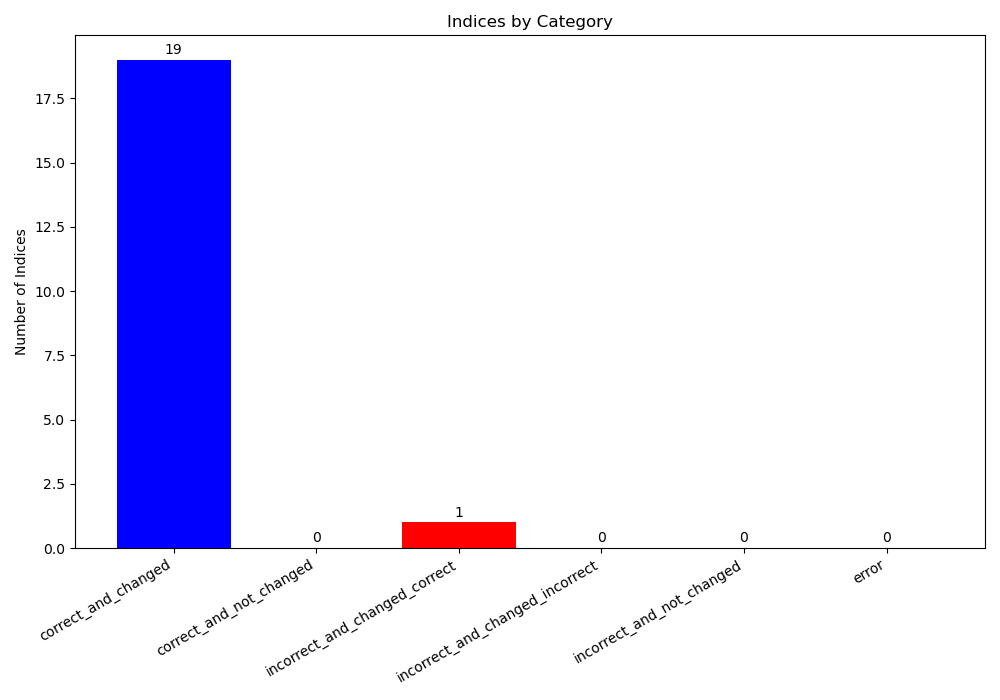 Indices by Category
Number of Indices
17.5
15.0
12.5
10.0
7.5
5.0
2.5
0.0
19
0
1
0
0
0
correct_and_changed
correct_and_not_changed
incorrect_and_changed_correct
incorrect_and_changed_incorrect
incorrect_and_not_changed
error